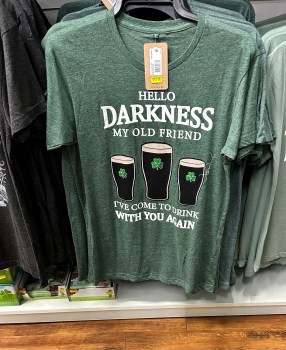 HELLO
DARKNESS
MY OLD FRIEND
I'VE COME TO DRINK
WITH YOU AGAIN